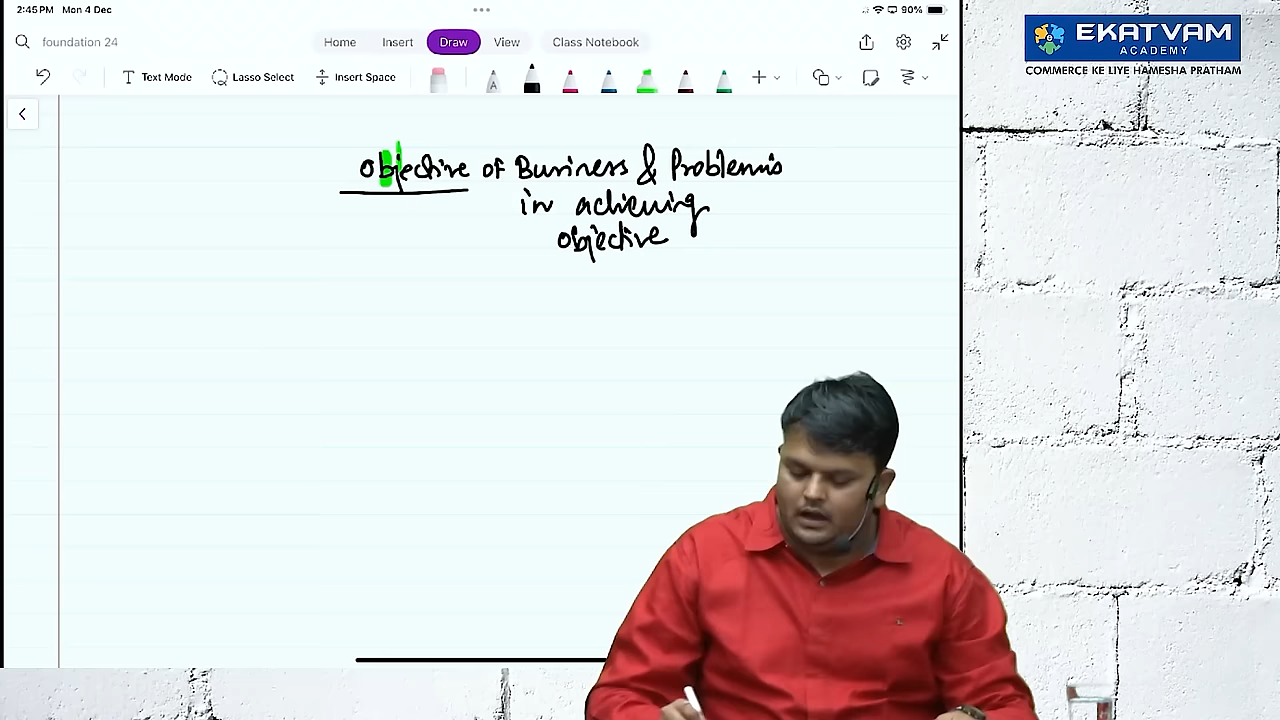 2:45 PM Mon 4 Dec
90%
foundation 24
Home Insert Draw View Class Notebook
Text Mode Lasso Select Insert Space
EKATVAM
ACADEMY
COMMERCE KE LIYE HAMESHA PRATHAM
Objective of Business & Problems
in achieving
objective